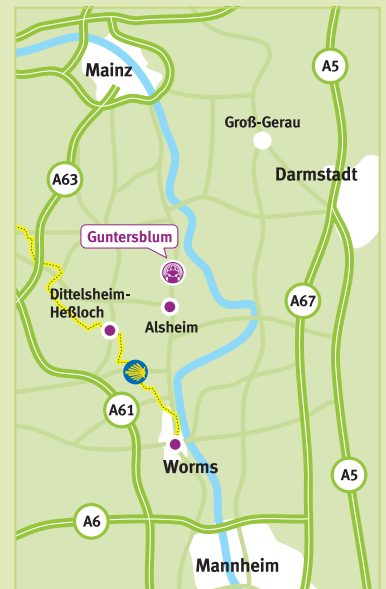 Mainz
A5
Groß-Gerau
Darmstadt
A63
Guntersblum
Dittelsheim-
Heßloch
Alsheim
A67
A61
Worms
A5
A6
Mannheim